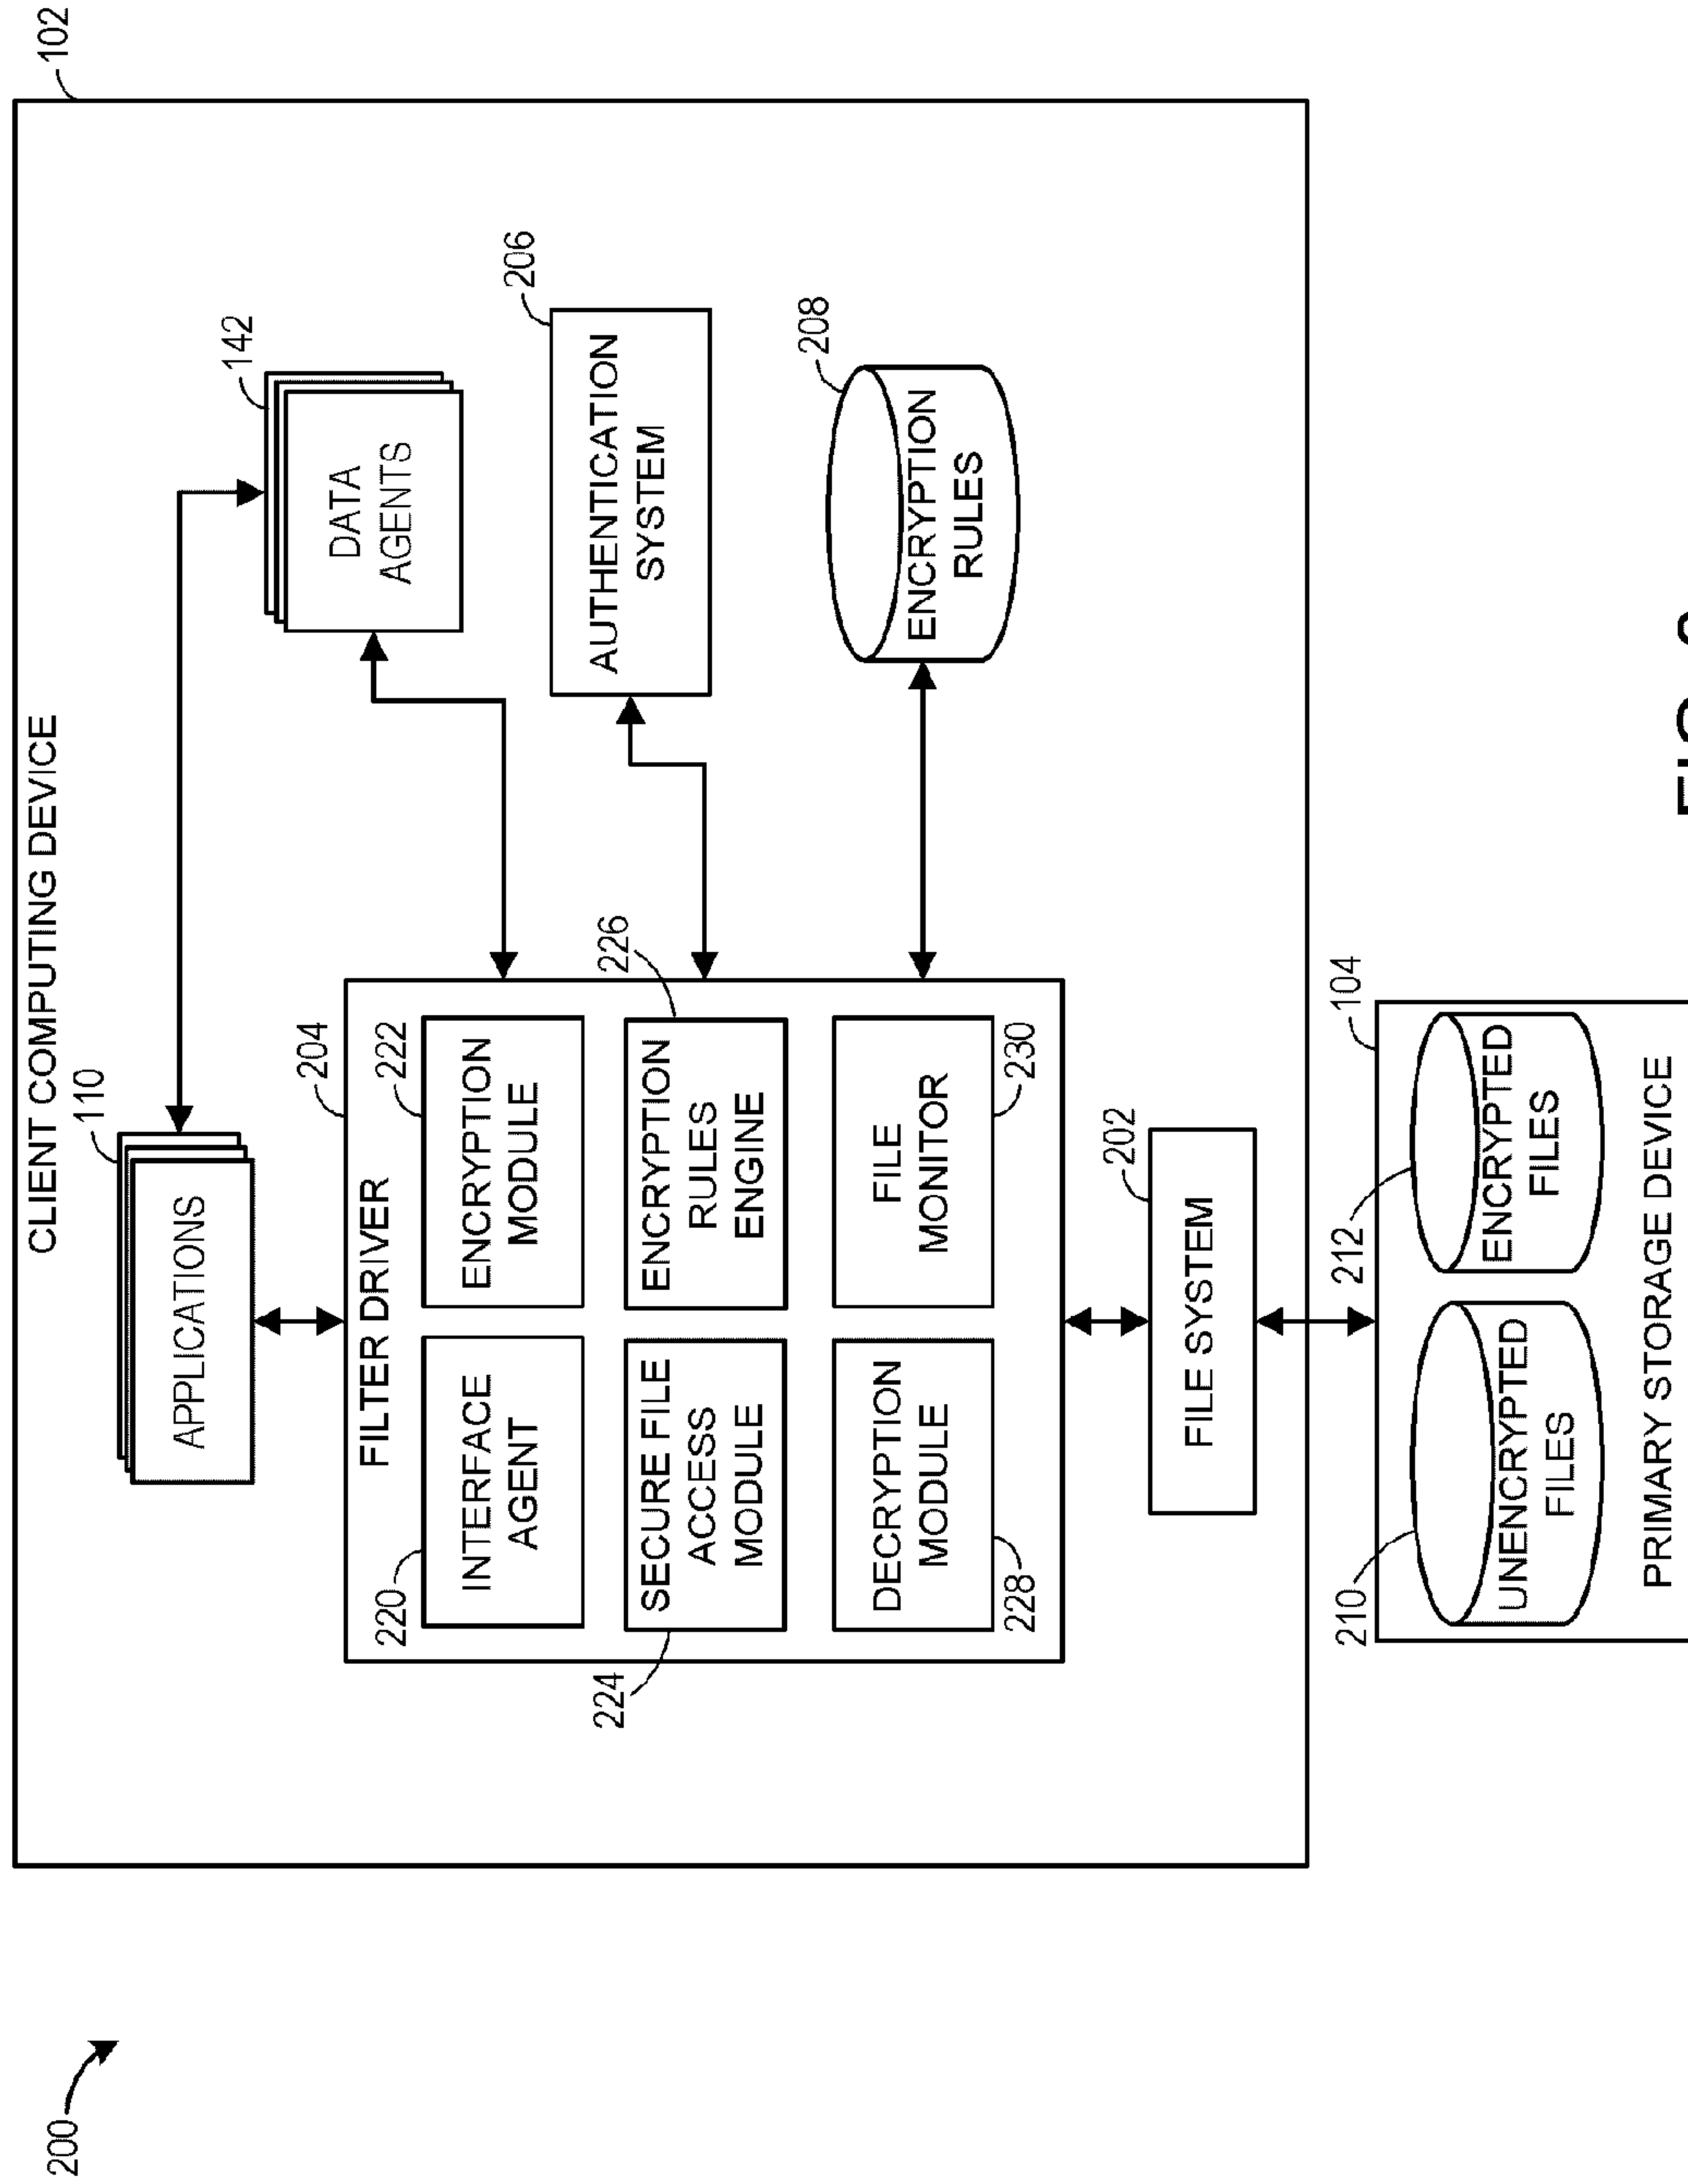 200
CLIENT COMPUTING DEVICE
102
110
APPLICATIONS
142
DATA
AGENTS
204
FILTER DRIVER
220
INTERFACE
AGENT
222
ENCRYPTION
MODULE
206
AUTHENTICATION
SYSTEM
224
SECURE FILE
ACCESS
MODULE
226
ENCRYPTION
RULES
ENGINE
208
ENCRYPTION
RULES
228
DECRYPTION
MODULE
230
FILE
MONITOR
202
FILE SYSTEM
104
210
UNENCRYPTED
FILES
212
ENCRYPTED
FILES
PRIMARY STORAGE DEVICE